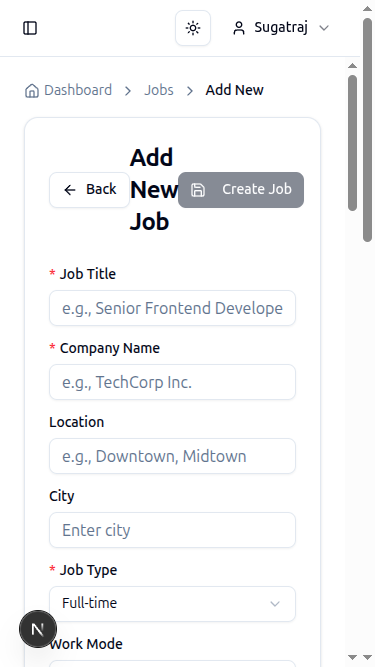 Sugatraj
Dashboard > Jobs > Add New
Back
Add
New
Job
Create Job
* Job Title
e.g., Senior Frontend Develope
* Company Name
e.g., TechCorp Inc.
Location
e.g., Downtown, Midtown
City
Enter city
* Job Type
Full-time
N
Work Mode